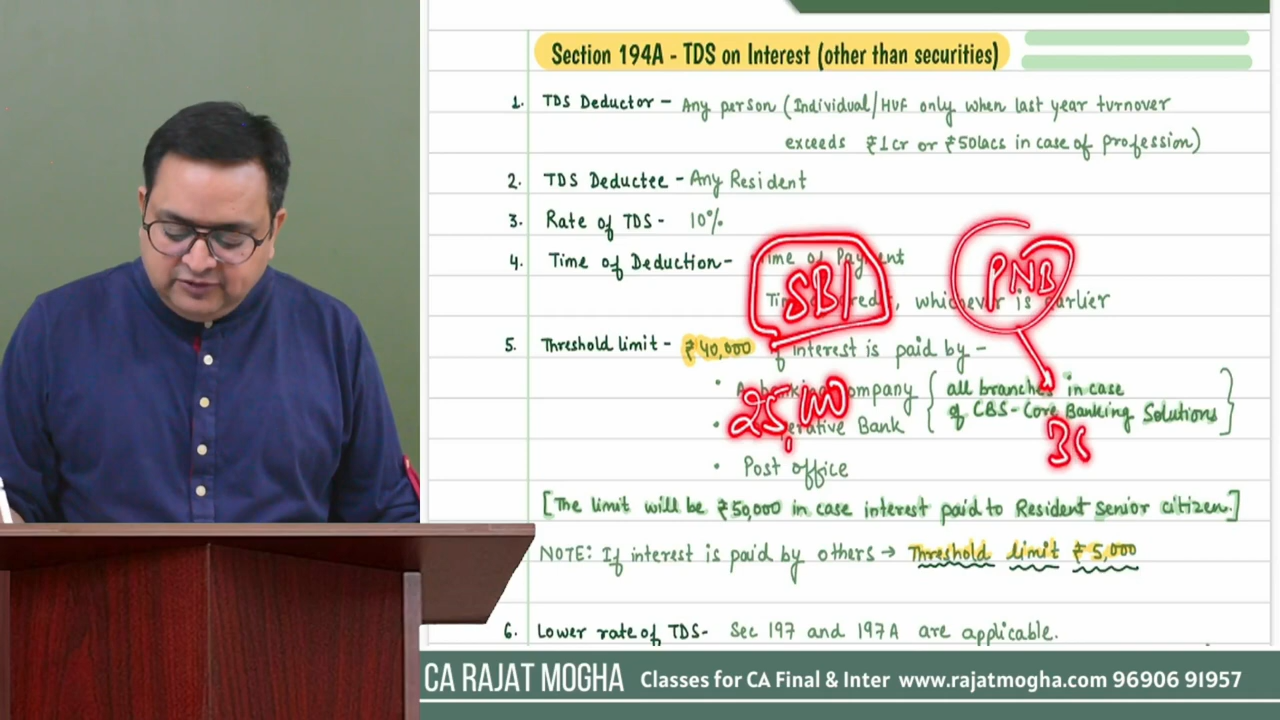 Section 194A - TDS on Interest (other than securities)
1. TDS Deductor - Any person (Individual/HUF only when last year turnover
exceeds ₹1cr or ₹50lacs in case of profession)
2. TDS Deductee - Any Resident
3. Rate of TDS- 10%
4. Time of Deduction- Payment
SBI
PNB
whichever is earlier
5. Threshold limit- ₹40,000 if interest is paid by -
• A banking company { all branches in case
of CBS-Core Banking Solutions }
25,000
• Bank
30
• Post office
[The limit will be ₹50,000 in case interest paid to Resident senior citizen.]
NOTE: If interest is paid by others → Threshold limit ₹5,000
6. Lower rate of TDS- Sec 197 and 197A are applicable.
CA RAJAT MOGHA Classes for CA Final & Inter www.rajatmogha.com 96906 91957